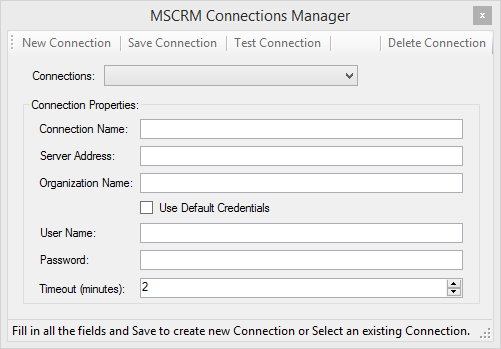 MSCRM Connections Manager
x
New Connection Save Connection Test Connection Delete Connection
Connections:
Connection Properties:
Connection Name:
Server Address:
Organization Name:
Use Default Credentials
User Name:
Password:
Timeout (minutes): 2
Fill in all the fields and Save to create new Connection or Select an existing Connection.